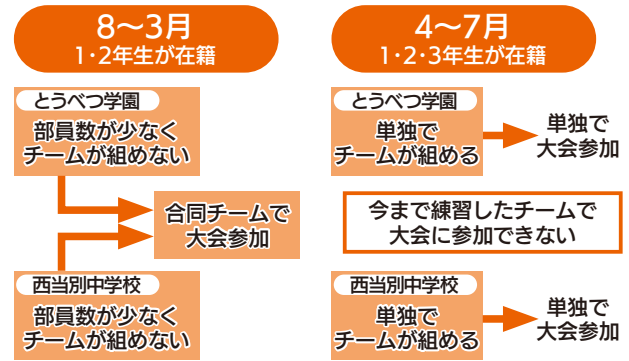 8〜3月
1・2年生が在籍
とうべつ学園
部員数が少なく
チームが組めない
合同チームで
大会参加
西当別中学校
部員数が少なく
チームが組めない
4〜7月
1・2・3年生が在籍
とうべつ学園
単独で
チームが組める
単独で
大会参加
今まで練習したチームで
大会に参加できない
西当別中学校
単独で
チームが組める
単独で
大会参加